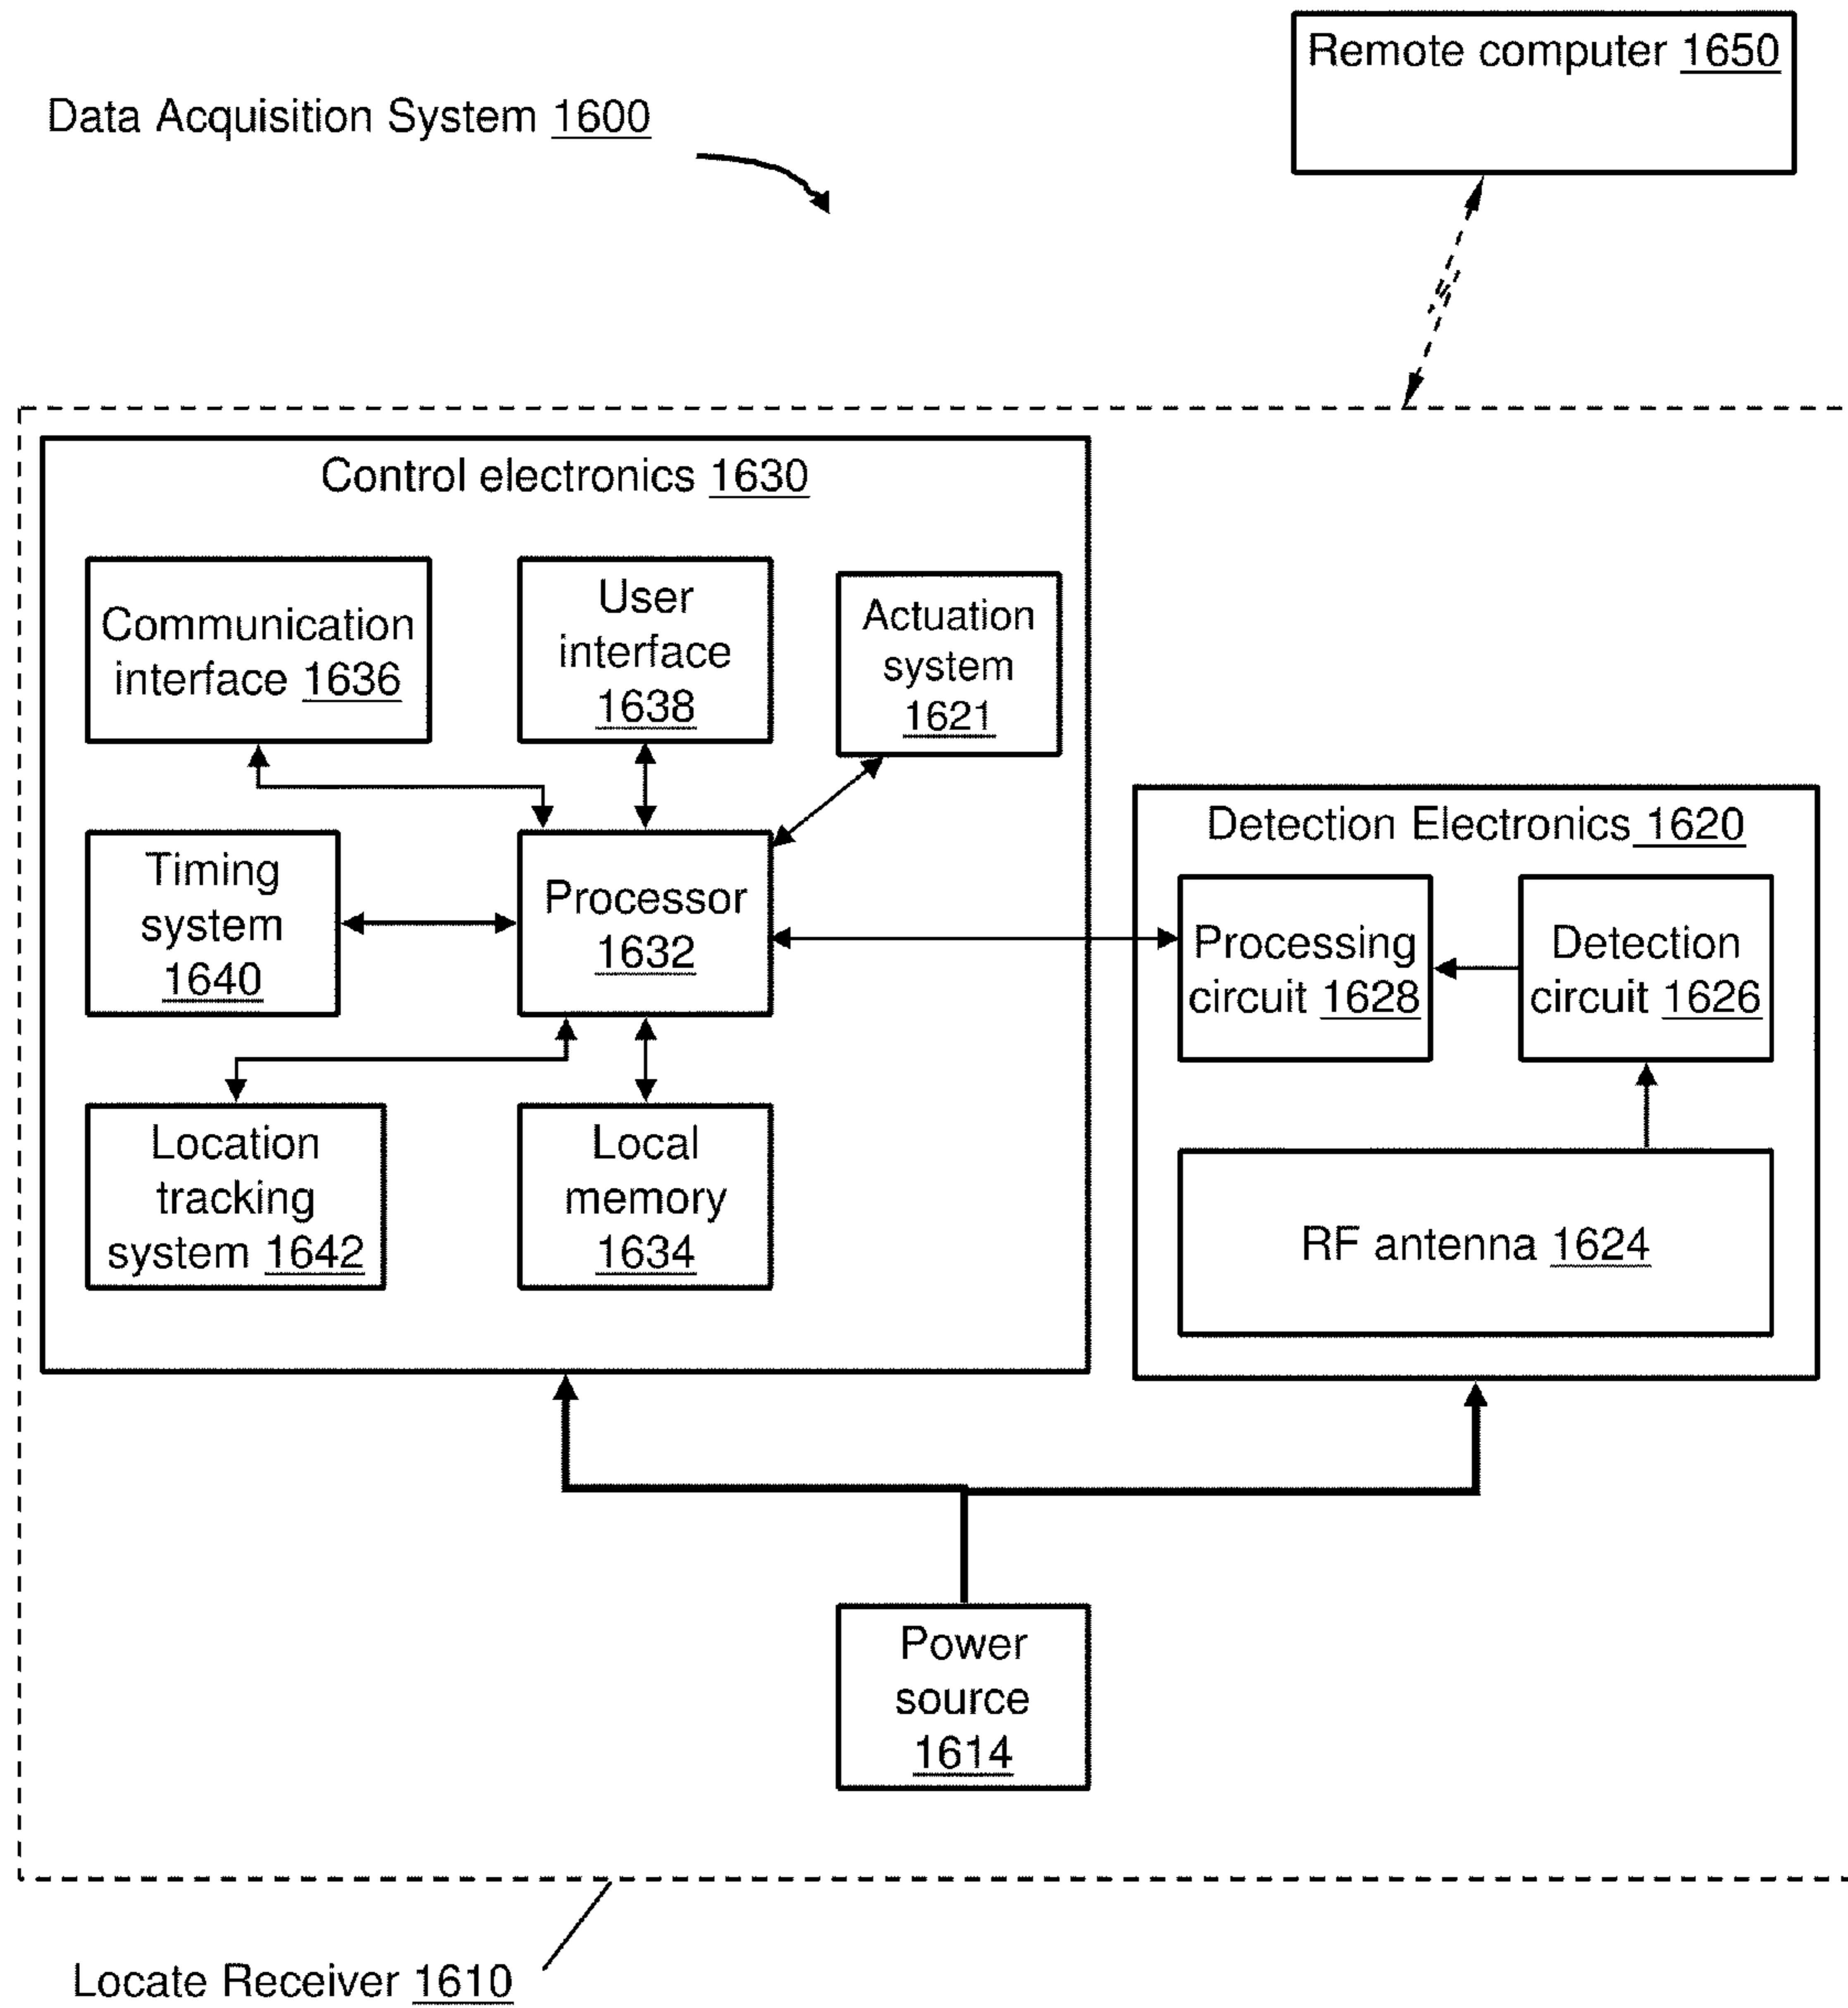 Remote computer 1650
Data Acquisition System 1600
Control electronics 1630
Communication
interface 1636
User
interface
1638
Actuation
system
1621
Timing
system
1640
Processor
1632
Location
tracking
system 1642
Local
memory
1634
Detection Electronics 1620
Processing
circuit 1628
Detection
circuit 1626
RF antenna 1624
Power
source
1614
Locate Receiver 1610